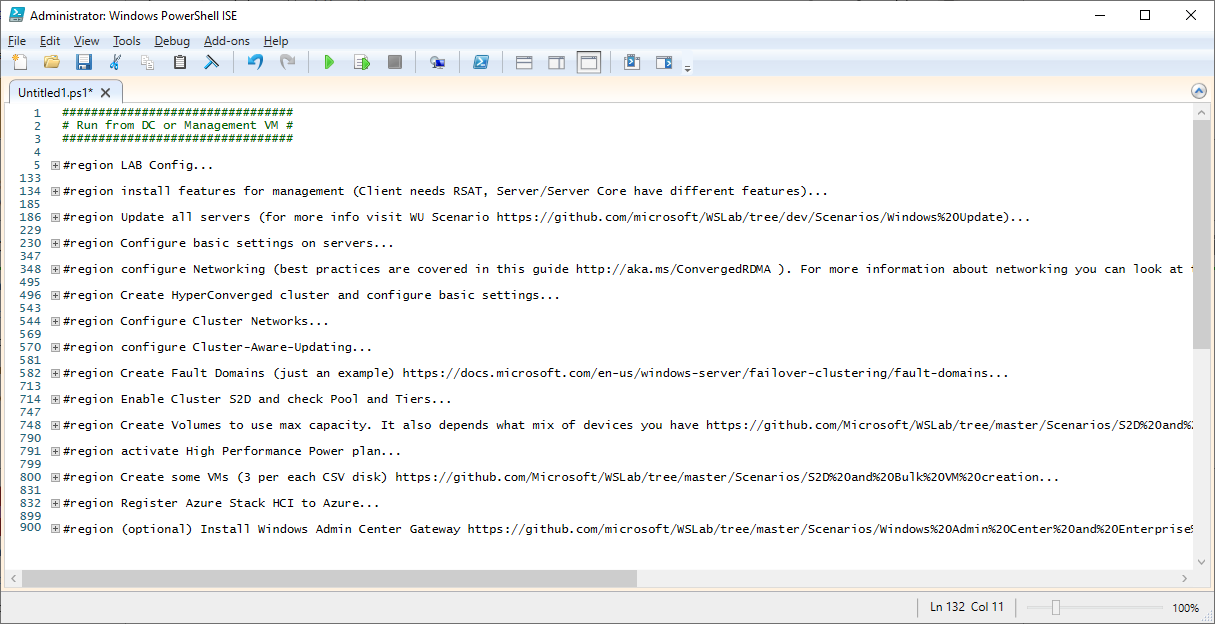 Administrator: Windows PowerShell ISE
File Edit View Tools Debug Add-ons Help
Untitled1.ps1*
1 ################################
2 # Run from DC or Management VM #
3 ################################
4
5 #region LAB Config...
133
134 #region install features for management (Client needs RSAT, Server/Server Core have different features)...
185
186 #region Update all servers (for more info visit WU Scenario https://github.com/microsoft/WSLab/tree/dev/Scenarios/Windows%20Update)...
229
230 #region Configure basic settings on servers...
347
348 #region configure Networking (best practices are covered in this guide http://aka.ms/ConvergedRDMA ). For more information about networking you can look at
495
496 #region Create HyperConverged cluster and configure basic settings...
543
544 #region Configure Cluster Networks...
569
570 #region configure Cluster-Aware-Updating...
581
582 #region Create Fault Domains (just an example) https://docs.microsoft.com/en-us/windows-server/failover-clustering/fault-domains...
713
714 #region Enable Cluster S2D and check Pool and Tiers...
747
748 #region Create Volumes to use max capacity. It also depends what mix of devices you have https://github.com/Microsoft/WSLab/tree/master/Scenarios/S2D%20and%
790
791 #region activate High Performance Power plan...
799
800 #region Create some VMs (3 per each CSV disk) https://github.com/Microsoft/WSLab/tree/master/Scenarios/S2D%20and%20Bulk%20VM%20creation...
831
832 #region Register Azure Stack HCI to Azure...
899
900 #region (optional) Install Windows Admin Center Gateway https://github.com/microsoft/WSLab/tree/master/Scenarios/Windows%20Admin%20Center%20and%20Enterprise%
Ln 132 Col 11 100%